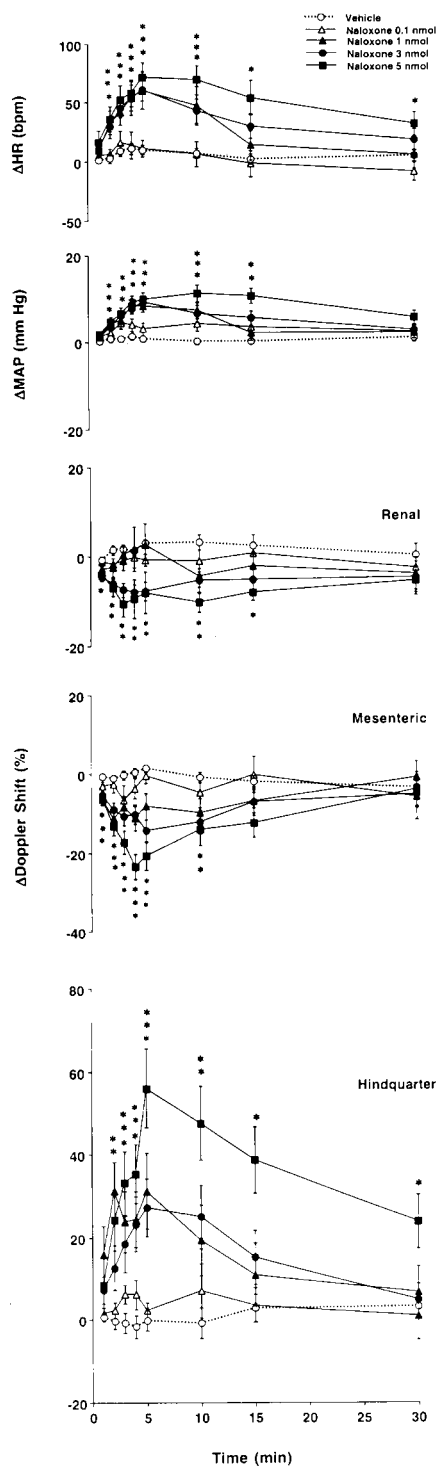 Vehicle
Naloxone 0.1 nmol
Naloxone 1 nmol
Naloxone 3 nmol
Naloxone 5 nmol
100
50
0
-50
ΔHR (bpm)
20
10
0
-20
ΔMAP (mm Hg)
20
0
-20
Renal
20
0
-20
-40
Mesenteric
ΔDoppler Shift (%)
80
60
40
20
0
-20
Hindquarter
0
5
10
15
20
25
30
Time (min)